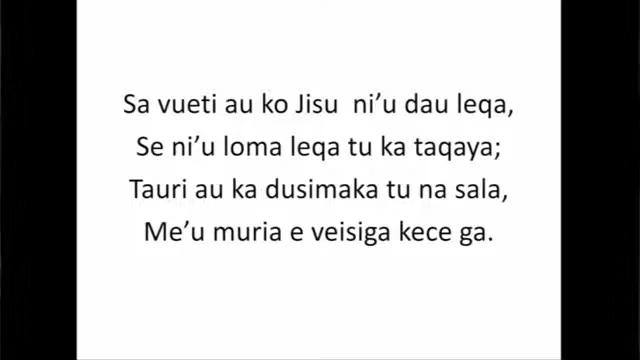 Sa vueti au ko Jisu  ni’u dau leqa,
Se ni’u loma leqa tu ka taqaya;
Tauri au ka dusimaka tu na sala,
Me’u muria e veisiga kece ga.